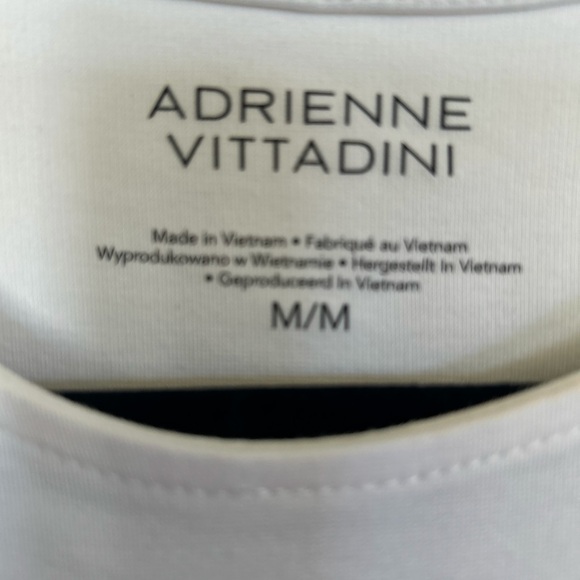 ADRIENNE
VITTADINI
Made in Vietnam • Fabriqué au Vietnam
Wyprodukowano w Wietnamie • Hergestellt in Vietnam
• Geproduceerd in Vietnam
M/M